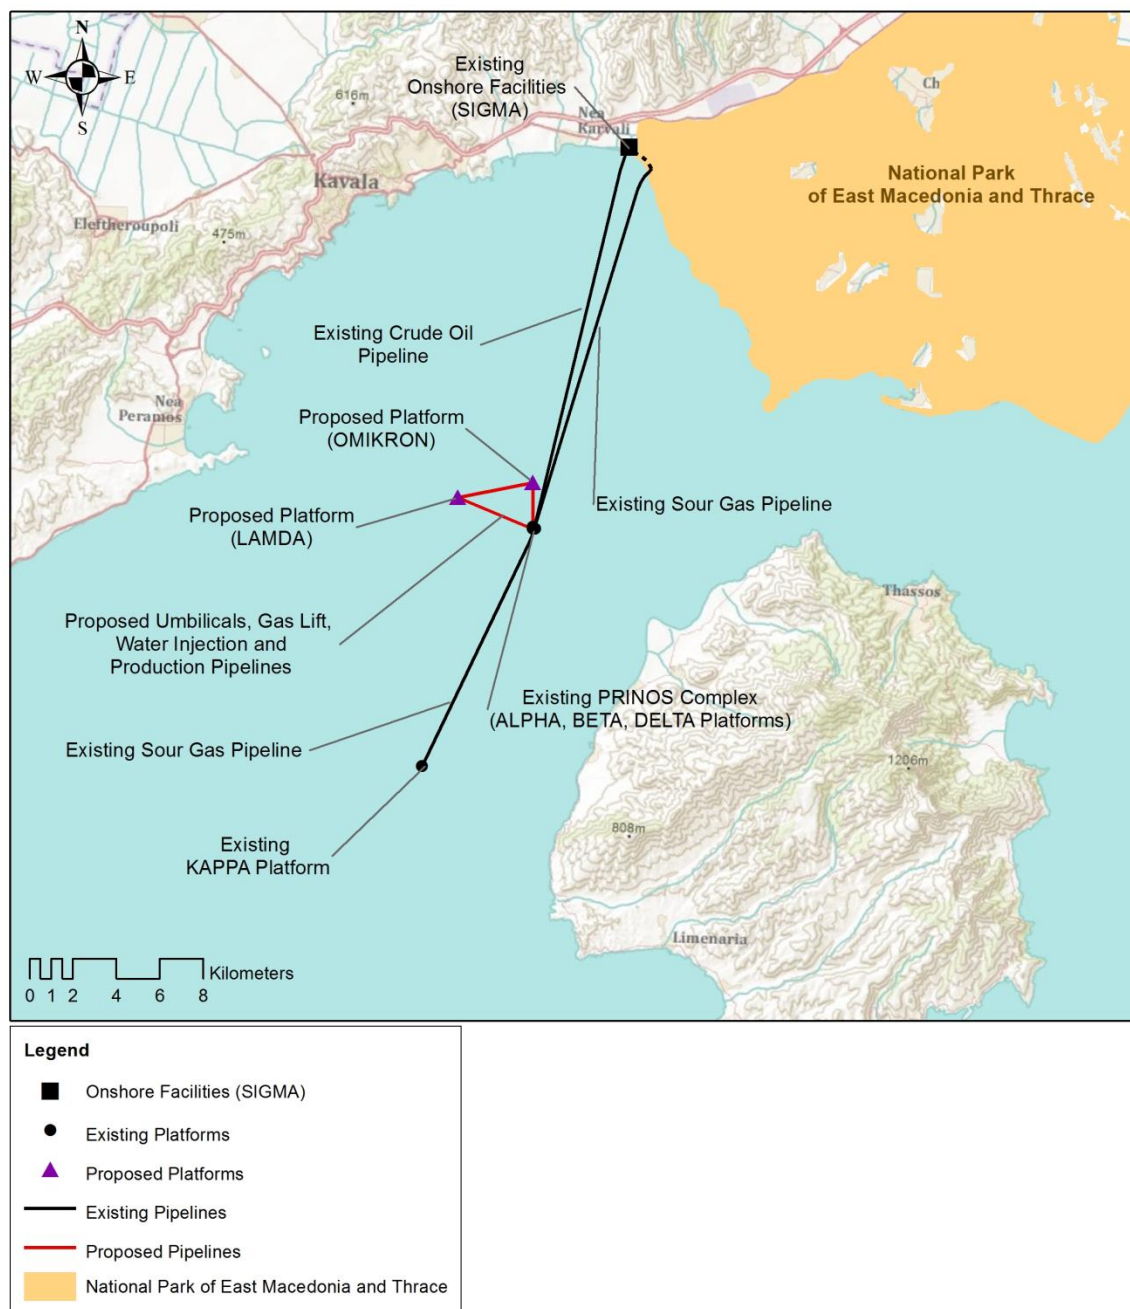 N
W
E
S
Existing
Onshore Facilities
(SIGMA)
616m
Nea
Karvali
Ch
Kavala
National Park
of East Macedonia and Thrace
Eleftheroupoli
475m
Existing Crude Oil
Pipeline
Nea
Peramos
Proposed Platform
(OMIKRON)
Existing Sour Gas Pipeline
Proposed Platform
(LAMDA)
Thassos
Proposed Umbilicals, Gas Lift,
Water Injection and
Production Pipelines
Existing PRINOS Complex
(ALPHA, BETA, DELTA Platforms)
Existing Sour Gas Pipeline
1206m
808m
Existing
KAPPA Platform
Limenaria
Kilometers
0 1 2 4 6 8
Legend
Onshore Facilities (SIGMA)
Existing Platforms
Proposed Platforms
Existing Pipelines
Proposed Pipelines
National Park of East Macedonia and Thrace